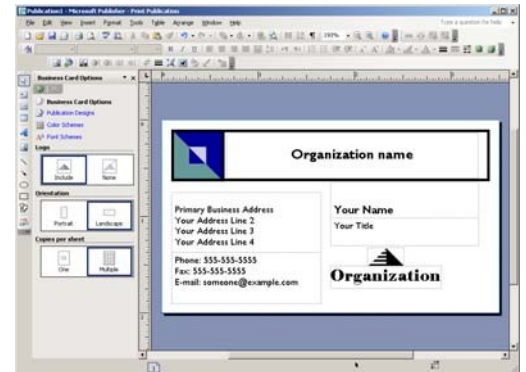 Publication1 - Microsoft Publisher - Print Publication
File Edit View Insert Format Tools Table Arrange Window Help
Type a question for help
Business Card Options
Business Card Options
Publication Designs
Color Schemes
Font Schemes
Logo
Include
None
Orientation
Portrait
Landscape
Copies per sheet
One
Multiple
Organization name
Primary Business Address
Your Address Line 2
Your Address Line 3
Your Address Line 4
Phone: 555-555-5555
Fax: 555-555-5555
E-mail: someone@example.com
Your Name
Your Title
Organization